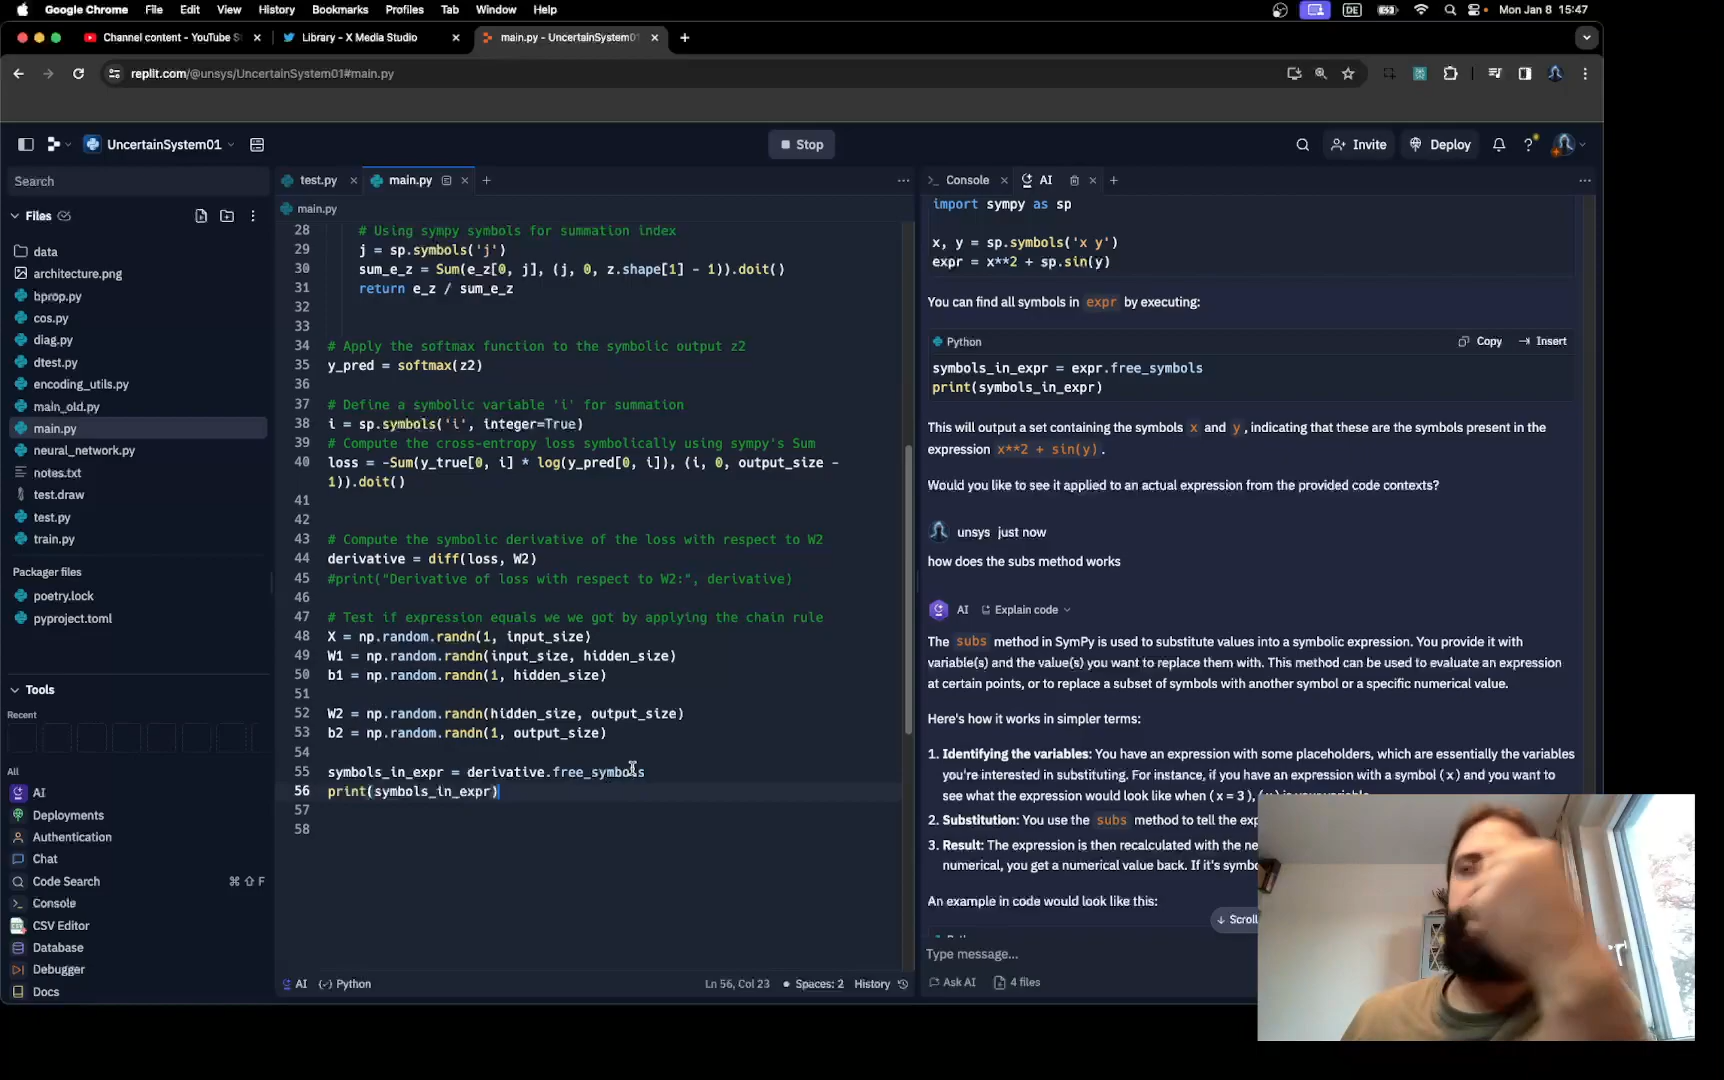 Google Chrome File Edit View History Bookmarks Profiles Tab Window Help
DE Mon Jan 8 15:47
Channel content - YouTube S
Library - X Media Studio
main.py - UncertainSystem01
replit.com/@unsys/UncertainSystem01#main.py
UncertainSystem01
Stop
Invite
Deploy
Search
Files
data
architecture.png
bprop.py
cos.py
diag.py
dtest.py
encoding_utils.py
main_old.py
main.py
neural_network.py
notes.txt
test.draw
test.py
train.py
Packager files
poetry.lock
pyproject.toml
Tools
Recent
All
AI
Deployments
Authentication
Chat
Code Search ⌘ ⇧ F
Console
CSV Editor
Database
Debugger
Docs
test.py
main.py
main.py
28 # Using sympy symbols for summation index
29 j = sp.symbols('j')
30 sum_e_z = Sum(e_z[0, j], (j, 0, z.shape[1] - 1)).doit()
31 return e_z / sum_e_z
32
33
34 # Apply the softmax function to the symbolic output z2
35 y_pred = softmax(z2)
36
37 # Define a symbolic variable 'i' for summation
38 i = sp.symbols('i', integer=True)
39 # Compute the cross-entropy loss symbolically using sympy's Sum
40 loss = -Sum(y_true[0, i] * log(y_pred[0, i]), (i, 0, output_size -
1)).doit()
41
42
43 # Compute the symbolic derivative of the loss with respect to W2
44 derivative = diff(loss, W2)
45 #print("Derivative of loss with respect to W2:", derivative)
46
47 # Test if expression equals we we got by applying the chain rule
48 X = np.random.randn(1, input_size)
49 W1 = np.random.randn(input_size, hidden_size)
50 b1 = np.random.randn(1, hidden_size)
51
52 W2 = np.random.randn(hidden_size, output_size)
53 b2 = np.random.randn(1, output_size)
54
55 symbols_in_expr = derivative.free_symbols
56 print(symbols_in_expr)
57
58
AI
Python
Ln 56, Col 23
Spaces: 2
History
Console
AI
import sympy as sp
x, y = sp.symbols('x y')
expr = x**2 + sp.sin(y)
You can find all symbols in expr by executing:
Python Copy Insert
symbols_in_expr = expr.free_symbols
print(symbols_in_expr)
This will output a set containing the symbols x and y, indicating that these are the symbols present in the
expression x**2 + sin(y).
Would you like to see it applied to an actual expression from the provided code contexts?
unsys just now
how does the subs method works
AI Explain code
The subs method in SymPy is used to substitute values into a symbolic expression. You provide it with
variable(s) and the value(s) you want to replace them with. This method can be used to evaluate an expression
at certain points, or to replace a subset of symbols with another symbol or a specific numerical value.
Here's how it works in simpler terms:
1. Identifying the variables: You have an expression with some placeholders, which are essentially the variables
you're interested in substituting. For instance, if you have an expression with a symbol (x) and you want to
see what the expression would look like when (x = 3), (x) is your variable.
2. Substitution: You use the subs method to tell the exp
3. Result: The expression is then recalculated with the ne
numerical, you get a numerical value back. If it's symbo
An example in code would look like this:
Scroll
Type message...
Ask AI
4 files